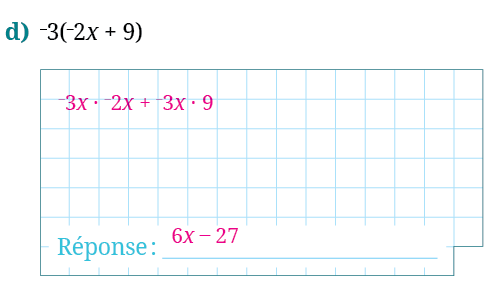 d) ⁻3(⁻2x + 9)
⁻3x · ⁻2x + ⁻3x · 9
Réponse : 6x – 27